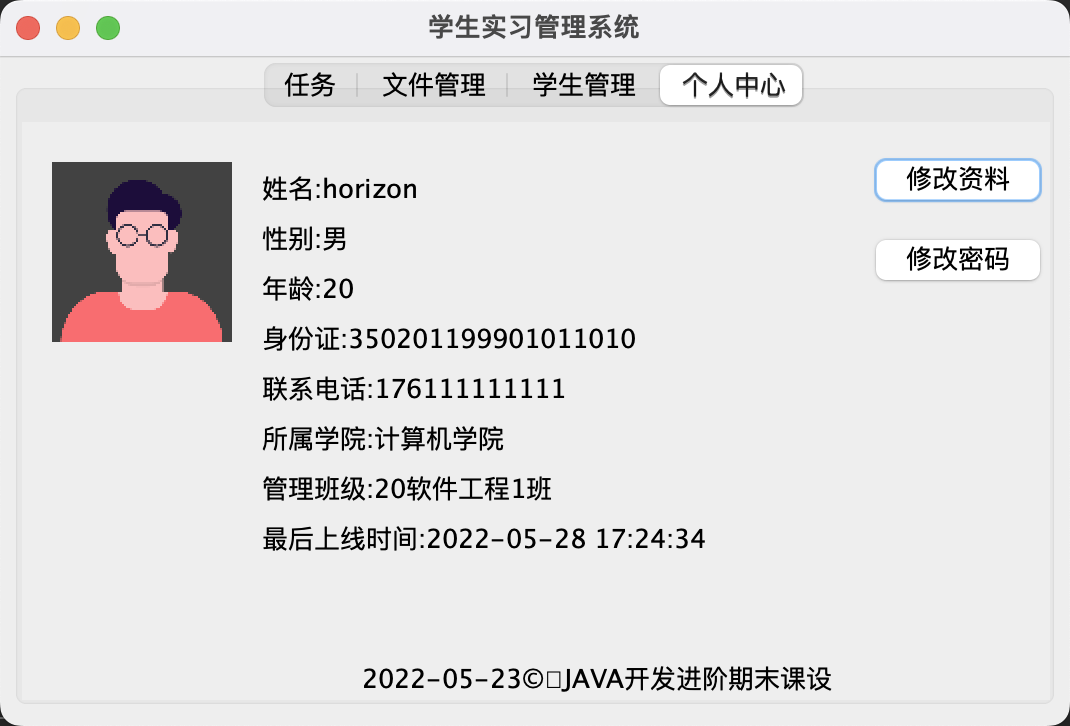 学生实习管理系统
任务 文件管理 学生管理 个人中心
姓名:horizon
修改资料
性别:男
修改密码
年龄:20
身份证:350201199901011010
联系电话:176111111111
所属学院:计算机学院
管理班级:20软件工程1班
最后上线时间:2022-05-28 17:24:34
2022-05-23©▯JAVA开发进阶期末课设